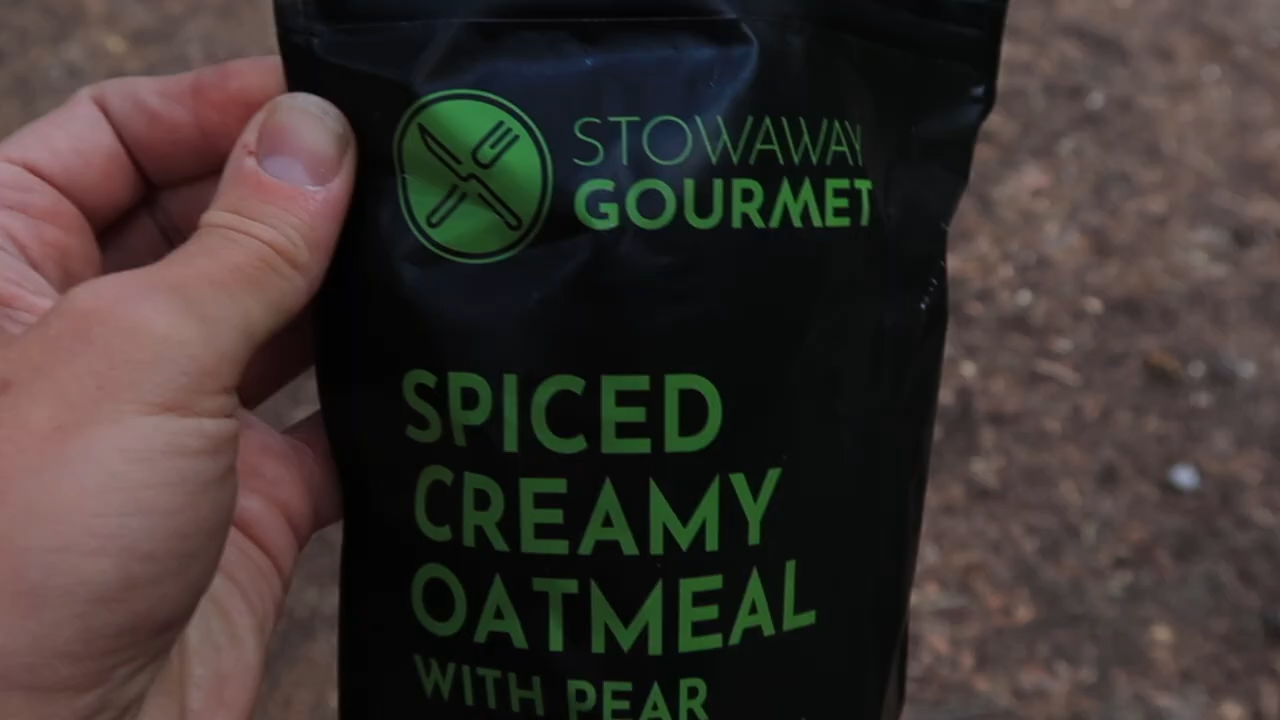 STOWAWAY
GOURMET
SPICED
CREAMY
OATMEAL
WITH PEAR